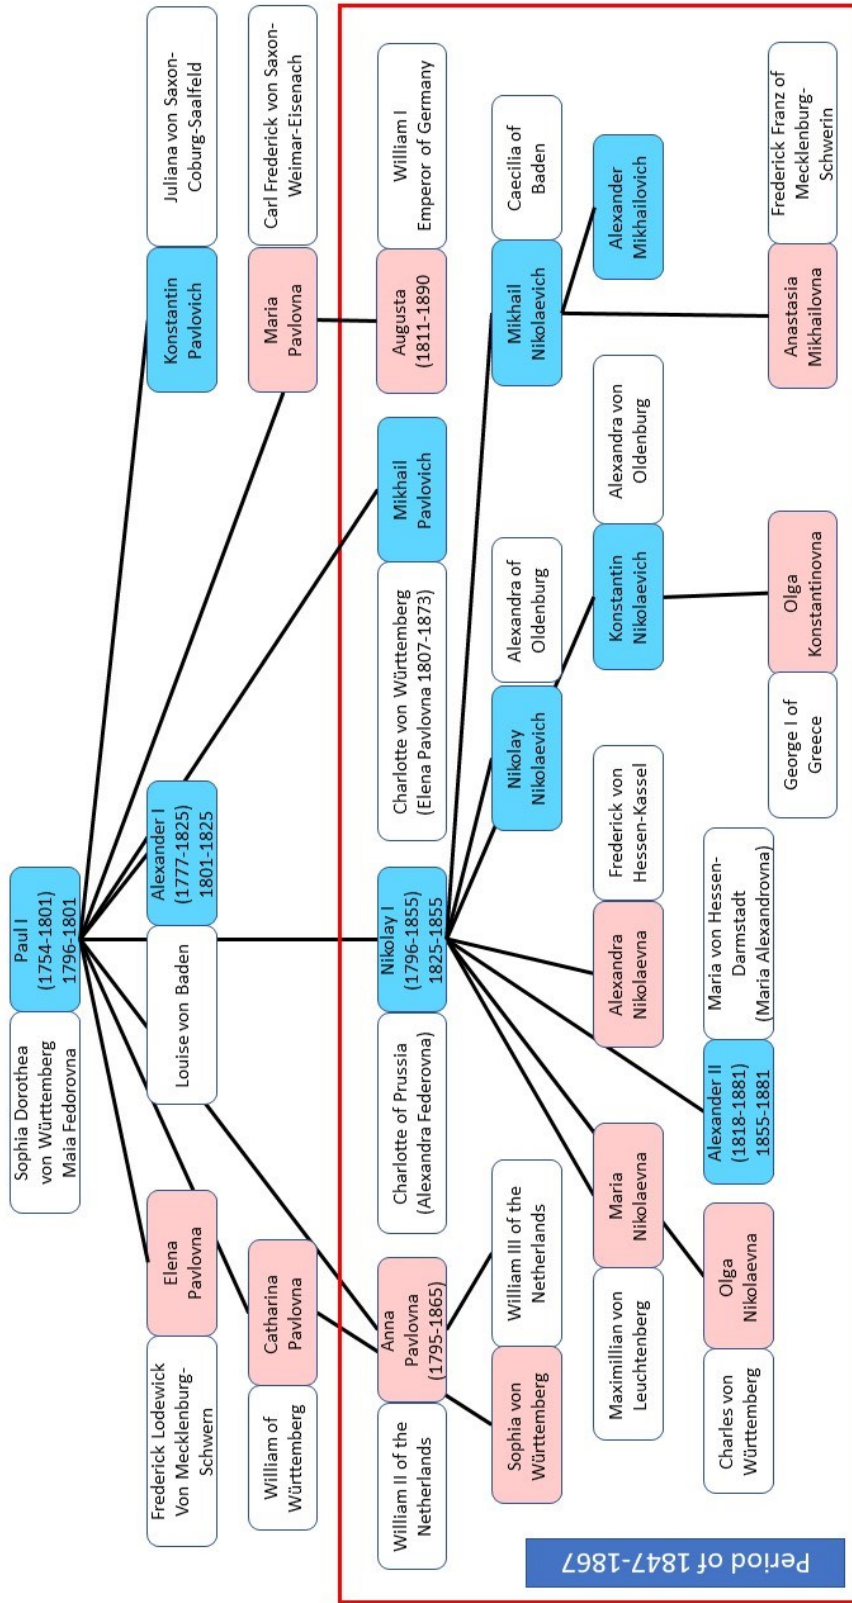 Sophia Dorothea
von Württemberg
Maia Fedorovna
Paul I
(1754-1801)
1796-1801
Frederick Lodewick
Von Mecklenburg-
Schwern
Elena
Pavlovna
Louise von Baden
Alexander I
(1777-1825)
1801-1825
Konstantin
Pavlovich
Juliana von Saxon-
Coburg-Saalfeld
William of
Württemberg
Catharina
Pavlovna
Maria
Pavlovna
Carl Frederick von Saxon-
Weimar-Eisenach
William II of the
Netherlands
Anna
Pavlovna
(1795-1865)
Charlotte of Prussia
(Alexandra Federovna)
Nikolay I
(1796-1855)
1825-1855
Charlotte von Württemberg
(Elena Pavlovna 1807-1873)
Mikhail
Pavlovich
Augusta
(1811-1890)
William I
Emperor of Germany
Sophia von
Württemberg
William III of the
Netherlands
Nikolay
Nikolaevich
Alexandra of
Oldenburg
Mikhail
Nikolaevich
Caecilia of
Baden
Maximillian von
Leuchtenberg
Maria
Nikolaevna
Alexandra
Nikolaevna
Frederick von
Hessen-Kassel
Konstantin
Nikolaevich
Alexandra von
Oldenburg
Alexander
Mikhailovich
Charles von
Württemberg
Olga
Nikolaevna
Alexander II
(1818-1881)
1855-1881
Maria von Hessen-
Darmstadt
(Maria Alexandrovna)
George I of
Greece
Olga
Konstantinovna
Anastasia
Mikhailovna
Frederick Franz of
Mecklenburg-
Schwerin
Period of 1847-1867